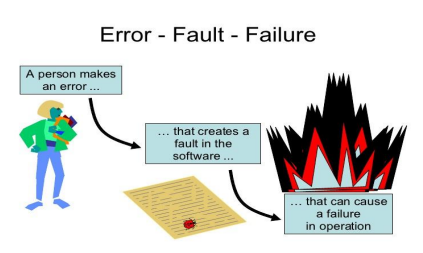 Error - Fault - Failure
A person makes
an error ...
... that creates a
fault in the
software ...
... that can cause
a failure
in operation